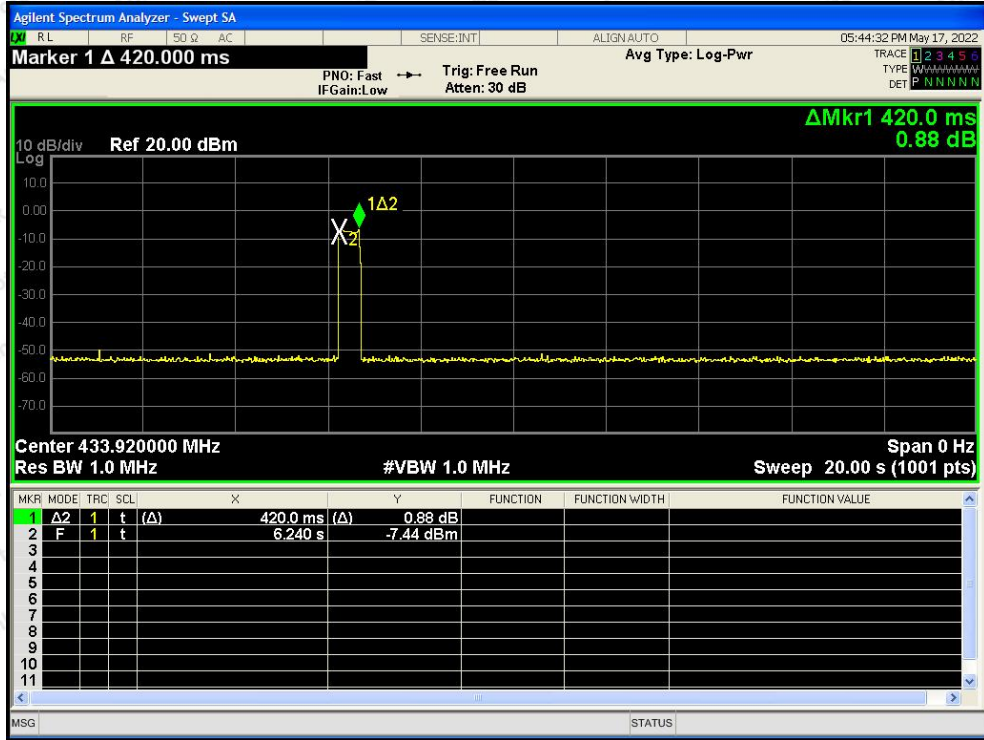 Agilent Spectrum Analyzer - Swept SA
LXI RL RF 50 Ω AC SENSE:INT ALIGN AUTO 05:44:32 PM May 17, 2022
Marker 1 Δ 420.000 ms
PNO: Fast
IFGain:Low
Trig: Free Run
Atten: 30 dB
Avg Type: Log-Pwr
TRACE 1 2 3 4 5 6
TYPE
DET P N N N N N
ΔMkr1 420.0 ms
0.88 dB
10 dB/div Ref 20.00 dBm
Log
10.0
0.00
-10.0
-20.0
-30.0
-40.0
-50.0
-60.0
-70.0
1Δ2
X2
Center 433.920000 MHz Span 0 Hz
Res BW 1.0 MHz #VBW 1.0 MHz Sweep 20.00 s (1001 pts)
MKR MODE TRC SCL X Y FUNCTION FUNCTION WIDTH FUNCTION VALUE
1 Δ2 1 t (Δ) 420.0 ms (Δ) 0.88 dB
2 F 1 t 6.240 s -7.44 dBm
3
4
5
6
7
8
9
10
11
MSG STATUS